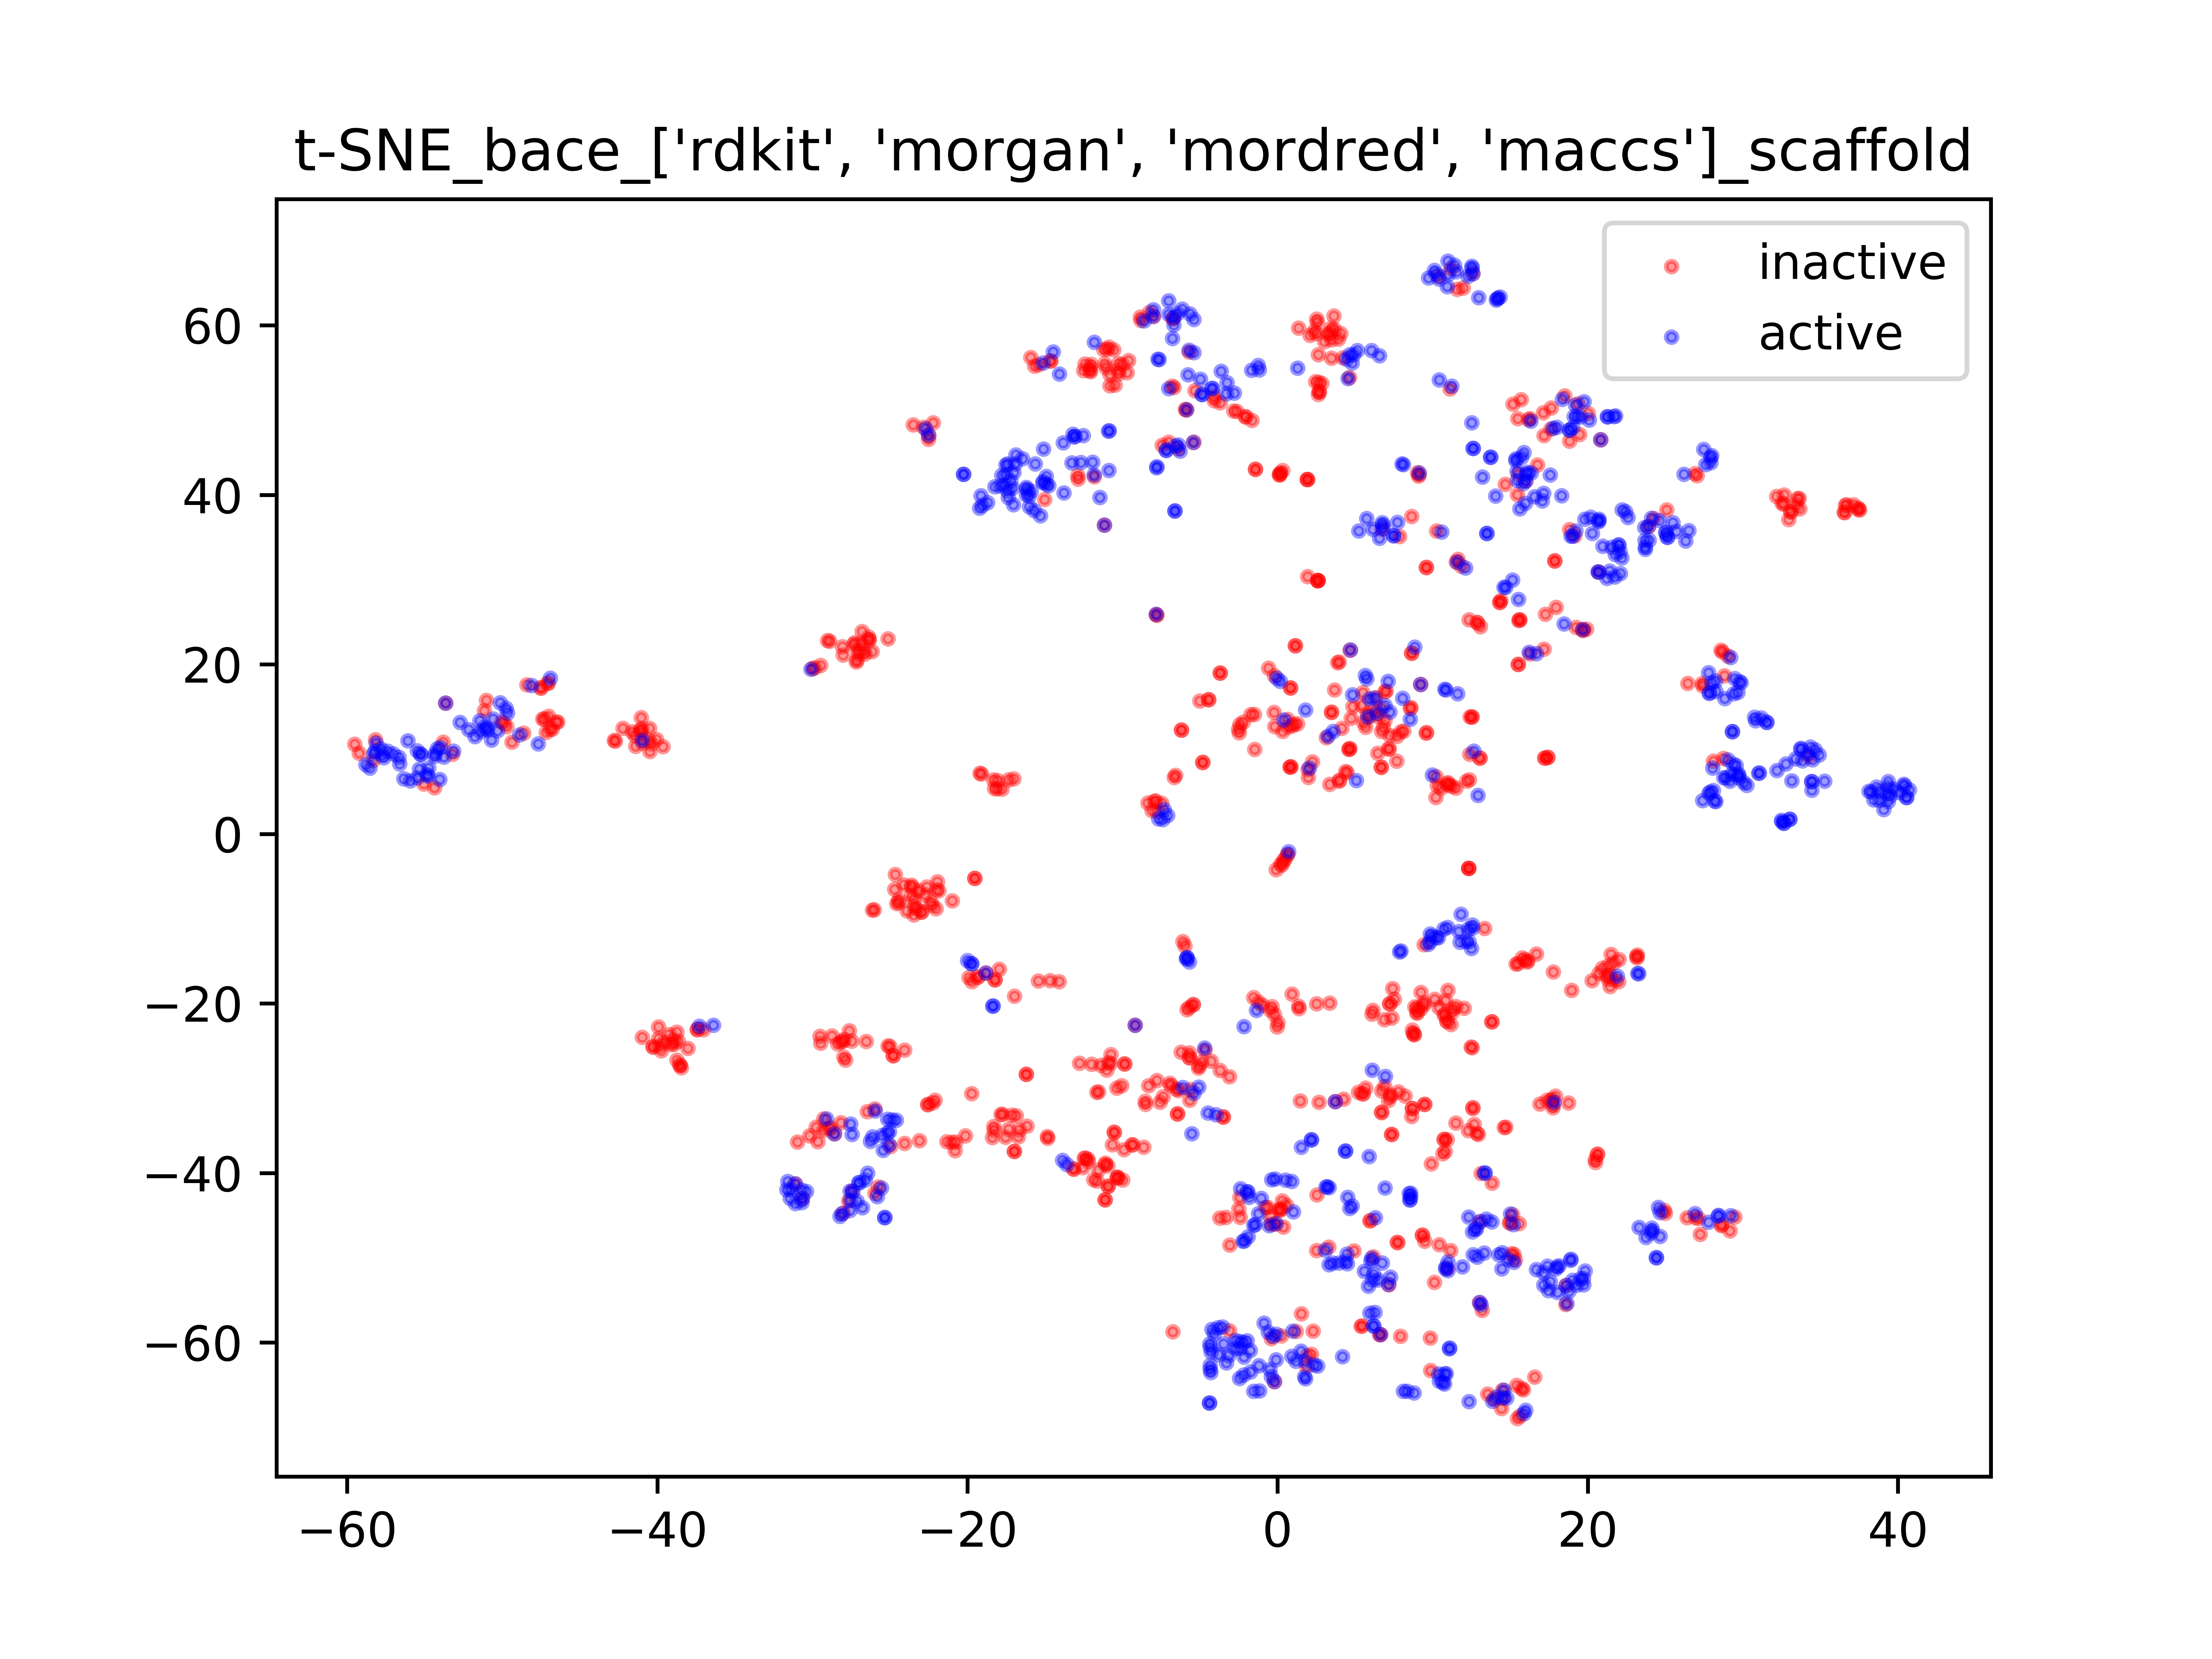 t-SNE_bace_['rdkit', 'morgan', 'mordred', 'maccs']_scaffold
inactive
active
60
40
20
0
−20
−40
−60
−60 −40 −20 0 20 40